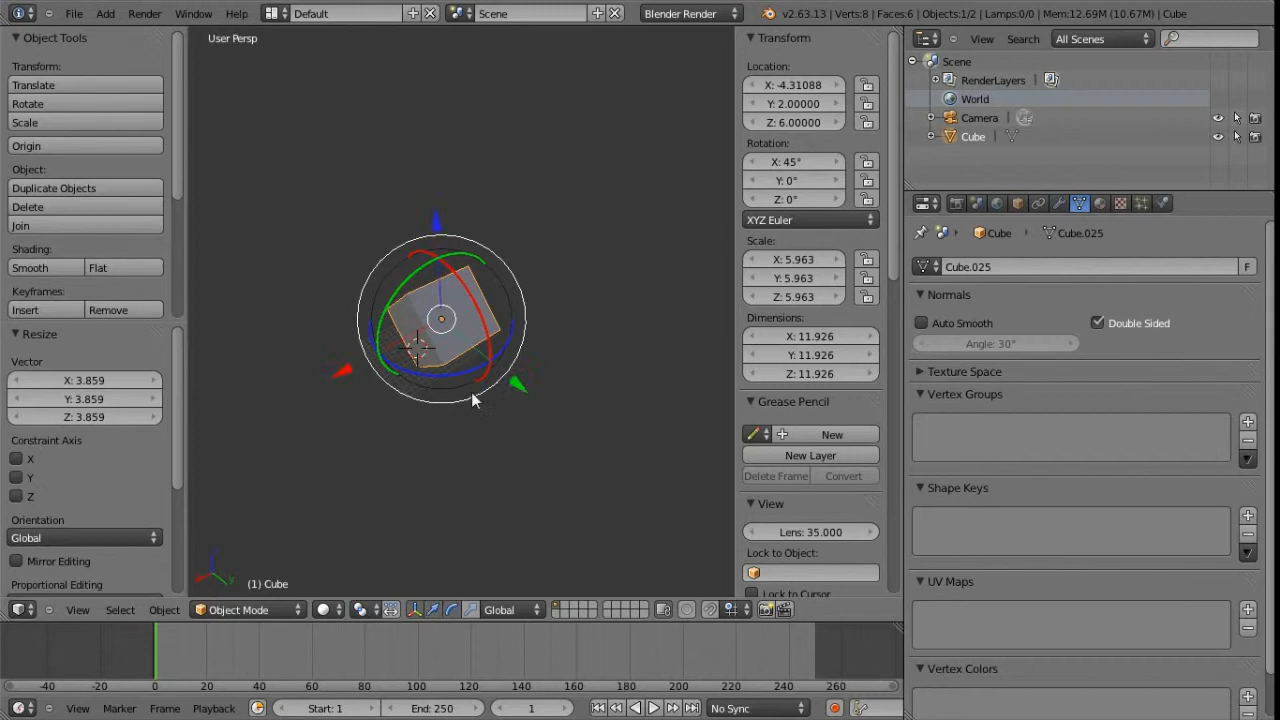 File Add Render Window Help Default Scene Blender Render v2.63.13 | Verts:8 | Faces:6 | Objects:1/2 | Lamps:0/0 | Mem:12.69M (10.67M) | Cube
Object Tools
Transform:
Translate
Rotate
Scale
Origin
Object:
Duplicate Objects
Delete
Join
Shading:
Smooth Flat
Keyframes:
Insert Remove
Resize
Vector
X: 3.859
Y: 3.859
Z: 3.859
Constraint Axis
X
Y
Z
Orientation
Global
Mirror Editing
Proportional Editing
User Persp
(1) Cube
View Select Object Object Mode Global
Transform
Location:
X: -4.31088
Y: 2.00000
Z: 6.00000
Rotation:
X: 45°
Y: 0°
Z: 0°
XYZ Euler
Scale:
X: 5.963
Y: 5.963
Z: 5.963
Dimensions:
X: 11.926
Y: 11.926
Z: 11.926
Grease Pencil
New
New Layer
Delete Frame Convert
View
Lens: 35.000
Lock to Object:
Lock to Cursor
View Search All Scenes
Scene
RenderLayers |
World
Camera |
Cube |
Cube Cube.025
Cube.025 F
Normals
Auto Smooth Double Sided
Angle: 30°
Texture Space
Vertex Groups
Shape Keys
UV Maps
Vertex Colors
-40 -20 0 20 40 60 80 100 120 140 160 180 200 220 240 260
View Marker Frame Playback Start: 1 End: 250 1 No Sync